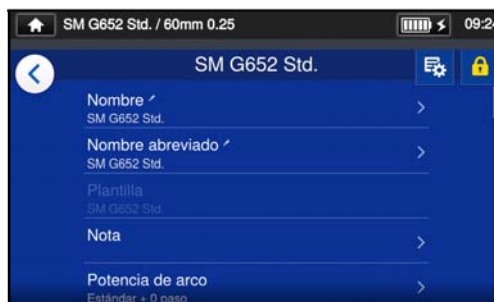 SM G652 Std. / 60mm 0.25
09:24
SM G652 Std.
Nombre
SM G652 Std.
Nombre abreviado
SM G652 Std.
Plantilla
SM G652 Std.
Nota
Potencia de arco
Estándar + 0 paso